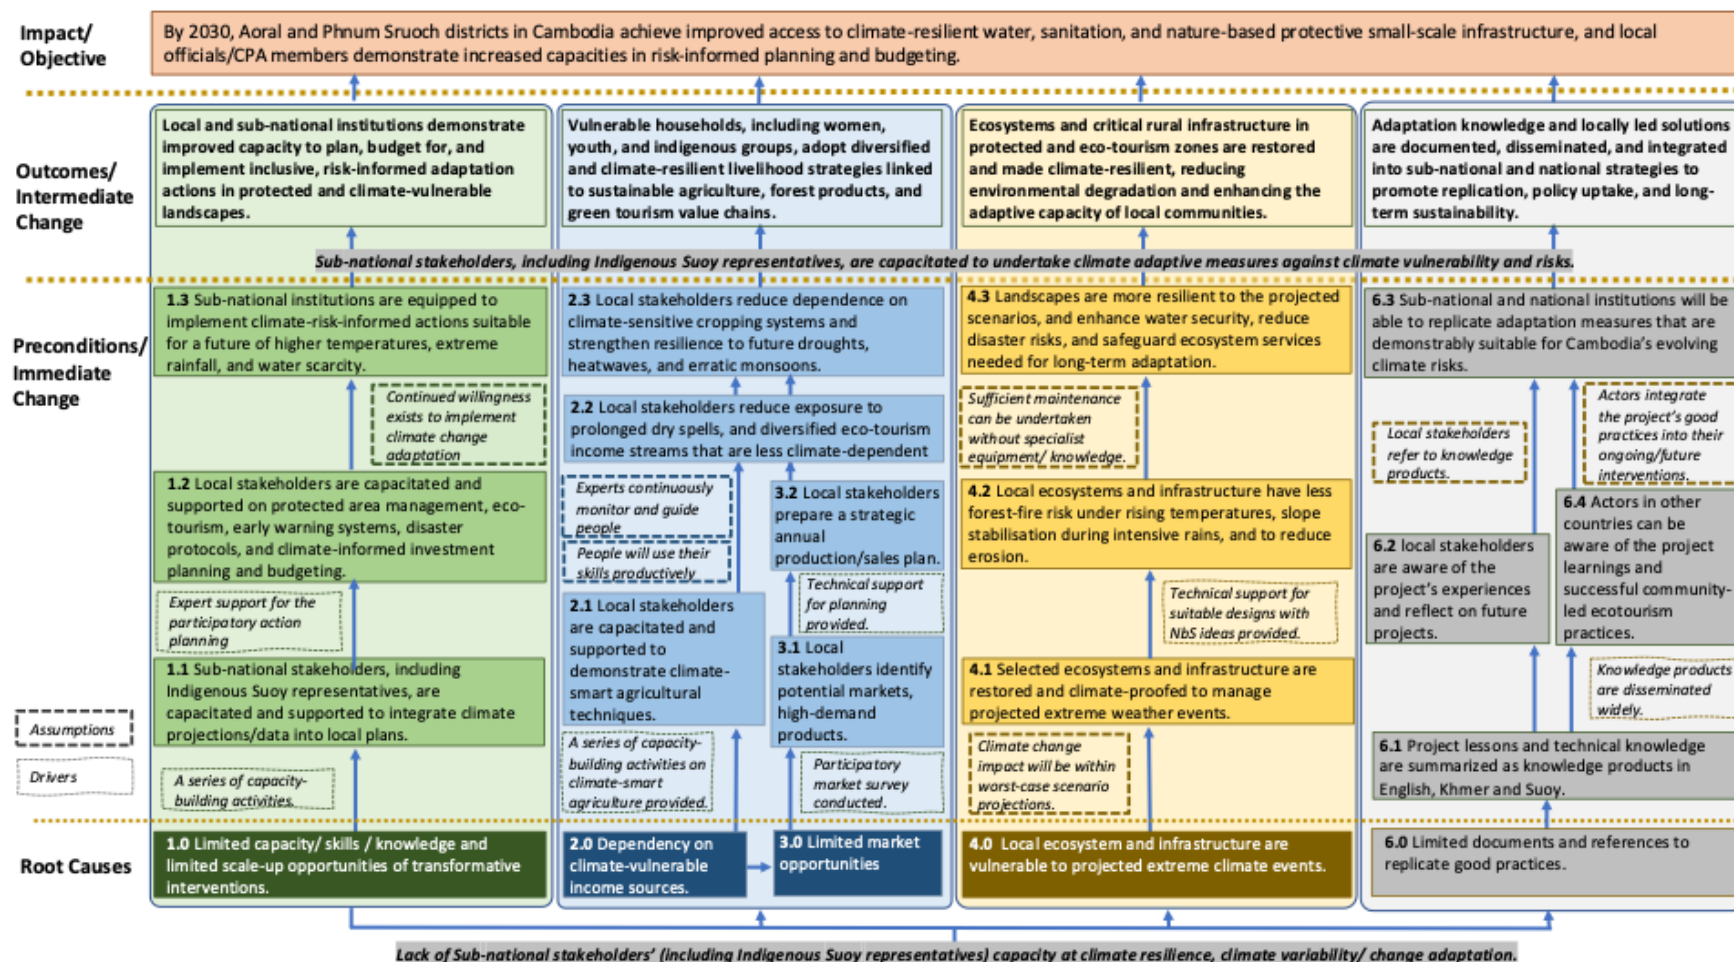 Impact/
Objective
By 2030, Aoral and Phnum Sruoch districts in Cambodia achieve improved access to climate-resilient water, sanitation, and nature-based protective small-scale infrastructure, and local
officials/CPA members demonstrate increased capacities in risk-informed planning and budgeting.
Outcomes/
Intermediate
Change
Local and sub-national institutions demonstrate
improved capacity to plan, budget for, and
implement inclusive, risk-informed adaptation
actions in protected and climate-vulnerable
landscapes.
Vulnerable households, including women,
youth, and indigenous groups, adopt diversified
and climate-resilient livelihood strategies linked
to sustainable agriculture, forest products, and
green tourism value chains.
Ecosystems and critical rural infrastructure in
protected and eco-tourism zones are restored
and made climate-resilient, reducing
environmental degradation and enhancing the
adaptive capacity of local communities.
Adaptation knowledge and locally led solutions
are documented, disseminated, and integrated
into sub-national and national strategies to
promote replication, policy uptake, and long-
term sustainability.
Sub-national stakeholders, including Indigenous Suoy representatives, are capacitated to undertake climate adaptive measures against climate vulnerability and risks.
Preconditions/
Immediate
Change
1.3 Sub-national institutions are equipped to
implement climate-risk-informed actions suitable
for a future of higher temperatures, extreme
rainfall, and water scarcity.
Continued willingness
exists to implement
climate change
adaptation
1.2 Local stakeholders are capacitated and
supported on protected area management, eco-
tourism, early warning systems, disaster
protocols, and climate-informed investment
planning and budgeting.
Expert support for the
participatory action
planning
1.1 Sub-national stakeholders, including
Indigenous Suoy representatives, are
capacitated and supported to integrate climate
projections/data into local plans.
A series of capacity-
building activities.
2.3 Local stakeholders reduce dependence on
climate-sensitive cropping systems and
strengthen resilience to future droughts,
heatwaves, and erratic monsoons.
2.2 Local stakeholders reduce exposure to
prolonged dry spells, and diversified eco-tourism
income streams that are less climate-dependent
Experts continuously
monitor and guide
people
People will use their
skills productively
2.1 Local stakeholders
are capacitated and
supported to
demonstrate climate-
smart agricultural
techniques.
A series of capacity-
building activities on
climate-smart
agriculture provided.
3.2 Local stakeholders
prepare a strategic
annual
production/sales plan.
Technical support
for planning
provided.
3.1 Local
stakeholders identify
potential markets,
high-demand
products.
Participatory
market survey
conducted.
4.3 Landscapes are more resilient to the projected
scenarios, and enhance water security, reduce
disaster risks, and safeguard ecosystem services
needed for long-term adaptation.
Sufficient maintenance
can be undertaken
without specialist
equipment/ knowledge.
4.2 Local ecosystems and infrastructure have less
forest-fire risk under rising temperatures, slope
stabilisation during intensive rains, and to reduce
erosion.
Technical support for
suitable designs with
NbS ideas provided.
4.1 Selected ecosystems and infrastructure are
restored and climate-proofed to manage
projected extreme weather events.
Climate change
impact will be within
worst-case scenario
projections.
6.3 Sub-national and national institutions will be
able to replicate adaptation measures that are
demonstrably suitable for Cambodia's evolving
climate risks.
Local stakeholders
refer to knowledge
products.
Actors integrate
the project's good
practices into their
ongoing/future
interventions.
6.2 local stakeholders
are aware of the
project's experiences
and reflect on future
projects.
6.4 Actors in other
countries can be
aware of the project
learnings and
successful community-
led ecotourism
practices.
Knowledge products
are disseminated
widely.
6.1 Project lessons and technical knowledge
are summarized as knowledge products in
English, Khmer and Suoy.
Assumptions
Drivers
Root Causes
1.0 Limited capacity/ skills / knowledge and
limited scale-up opportunities of transformative
interventions.
2.0 Dependency on
climate-vulnerable
income sources.
3.0 Limited market
opportunities
4.0 Local ecosystem and infrastructure are
vulnerable to projected extreme climate events.
6.0 Limited documents and references to
replicate good practices.
Lack of Sub-national stakeholders' (including Indigenous Suoy representatives) capacity at climate resilience, climate variability/ change adaptation.